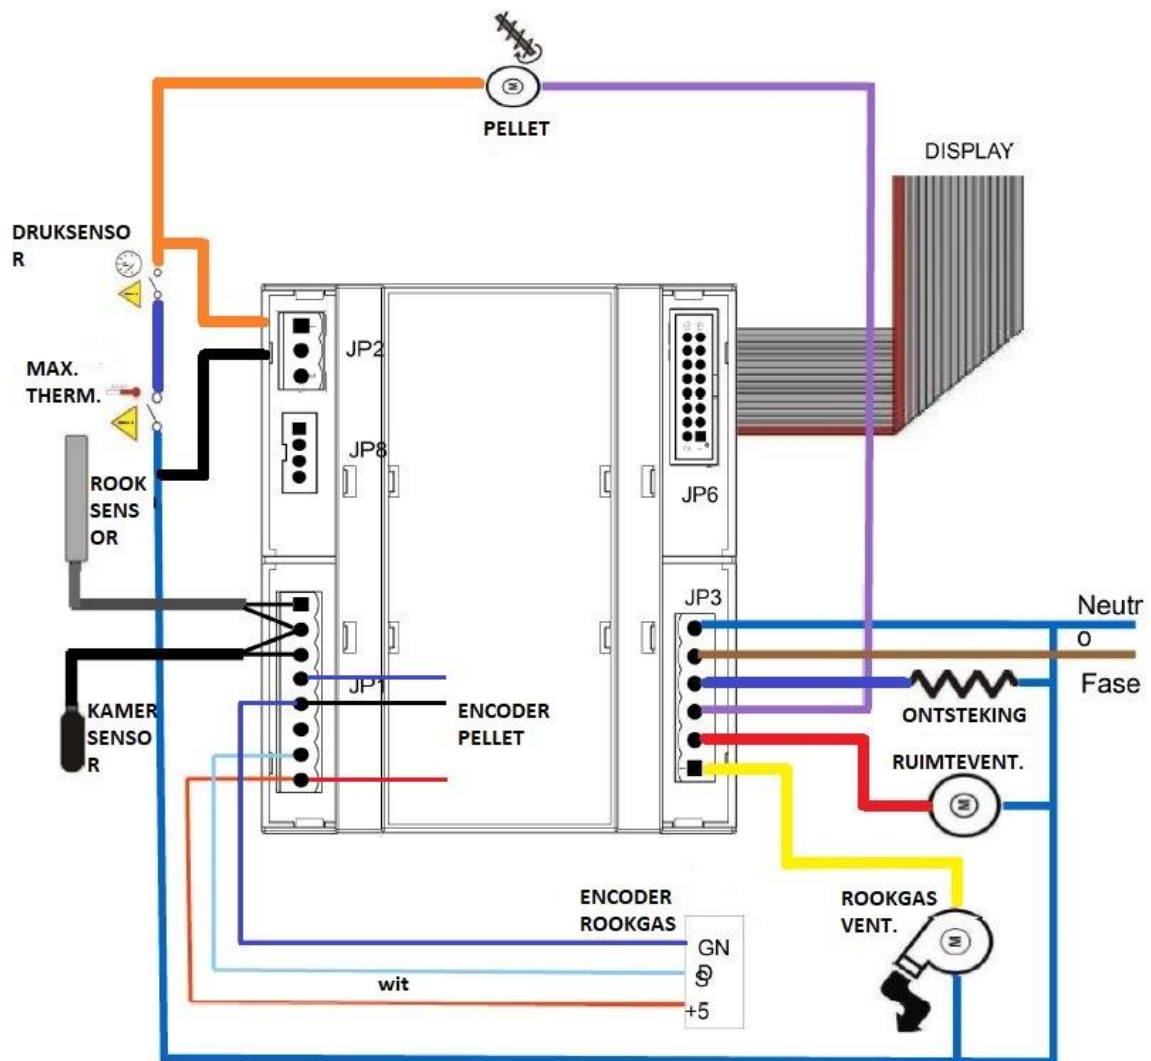 PELLET
DISPLAY
DRUKSENSO
R
MAX.
THERM.
JP2
JP8
JP6
ROOK
SENS
OR
JP3
Neutr
o
Fase
JP1
KAMER
SENSO
R
ENCODER
PELLET
ONTSTEKING
RUIMTEVENT.
ENCODER
ROOKGAS
ROOKGAS
VENT.
GN
D
S
+5
wit
M
M
M